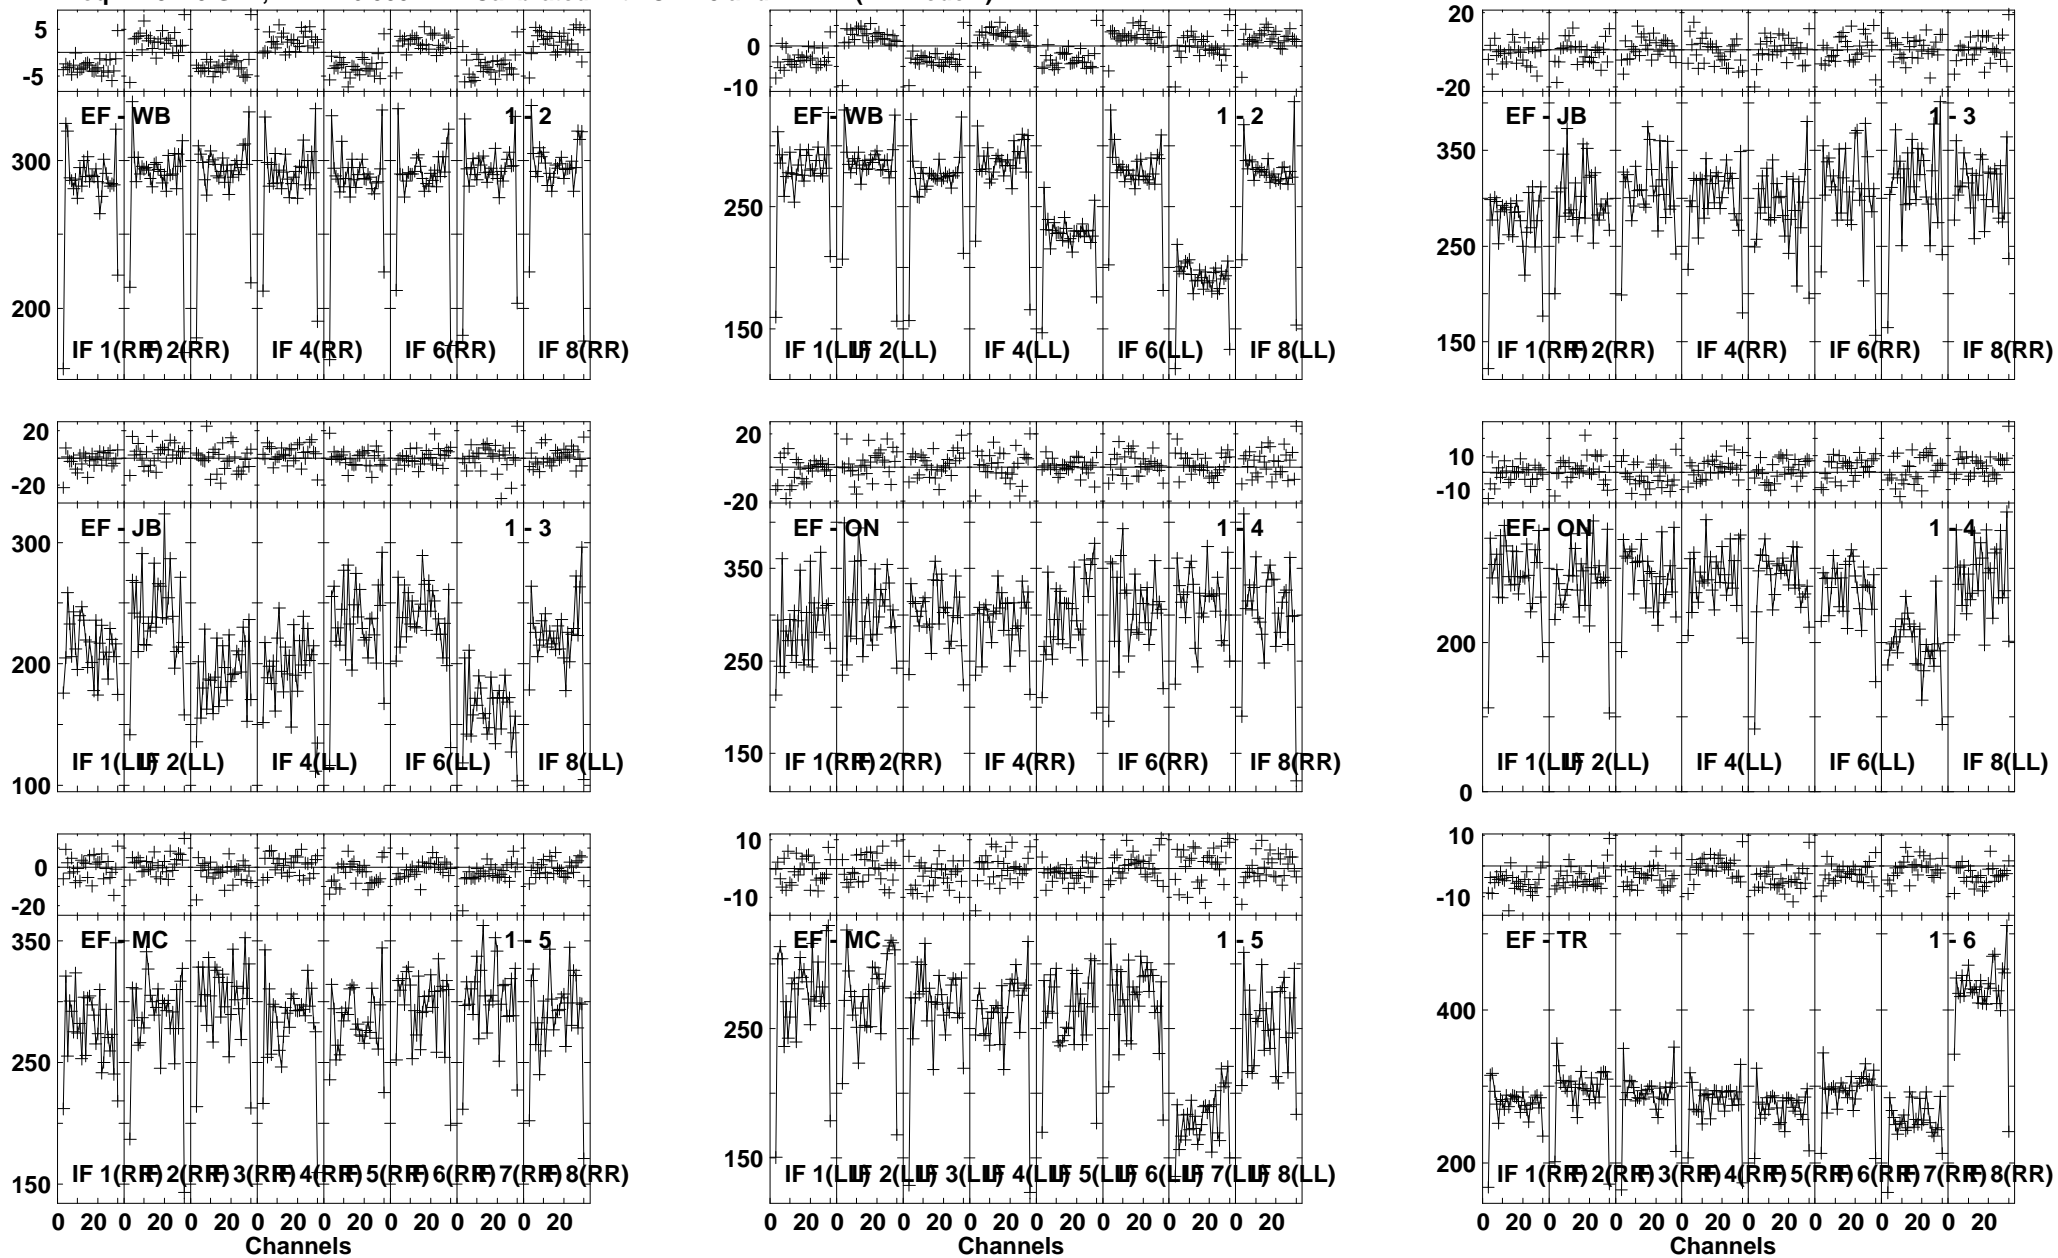 5
-5
EF - WB
1 - 2
300
200
IF 1(RR)
IF 2(RR)
IF 4(RR)
IF 6(RR)
IF 8(RR)
0
-10
EF - WB
1 - 2
250
150
IF 1(LL)
IF 2(LL)
IF 4(LL)
IF 6(LL)
IF 8(LL)
20
0
-20
EF - JB
1 - 3
350
250
150
IF 1(RR)
IF 2(RR)
IF 4(RR)
IF 6(RR)
IF 8(RR)
20
0
-20
EF - JB
1 - 3
300
200
100
IF 1(LL)
IF 2(LL)
IF 4(LL)
IF 6(LL)
IF 8(LL)
20
0
-20
EF - ON
1 - 4
350
250
150
IF 1(RR)
IF 2(RR)
IF 4(RR)
IF 6(RR)
IF 8(RR)
10
-10
EF - ON
1 - 4
200
0
IF 1(LL)
IF 2(LL)
IF 4(LL)
IF 6(LL)
IF 8(LL)
0
-20
EF - MC
1 - 5
350
250
150
IF 1(RR)
IF 2(RR)
IF 3(RR)
IF 4(RR)
IF 5(RR)
IF 6(RR)
IF 7(RR)
IF 8(RR)
0 20 0 20 0 20 0 20 0 20 0 20 0 20 0 20
Channels
10
-10
EF - MC
1 - 5
250
150
IF 1(LL)
IF 2(LL)
IF 3(LL)
IF 4(LL)
IF 5(LL)
IF 6(LL)
IF 7(LL)
IF 8(LL)
0 20 0 20 0 20 0 20 0 20 0 20 0 20 0 20
Channels
10
-10
EF - TR
1 - 6
400
200
IF 1(RR)
IF 2(RR)
IF 3(RR)
IF 4(RR)
IF 5(RR)
IF 6(RR)
IF 7(RR)
IF 8(RR)
0 20 0 20 0 20 0 20 0 20 0 20 0 20 0 20
Channels